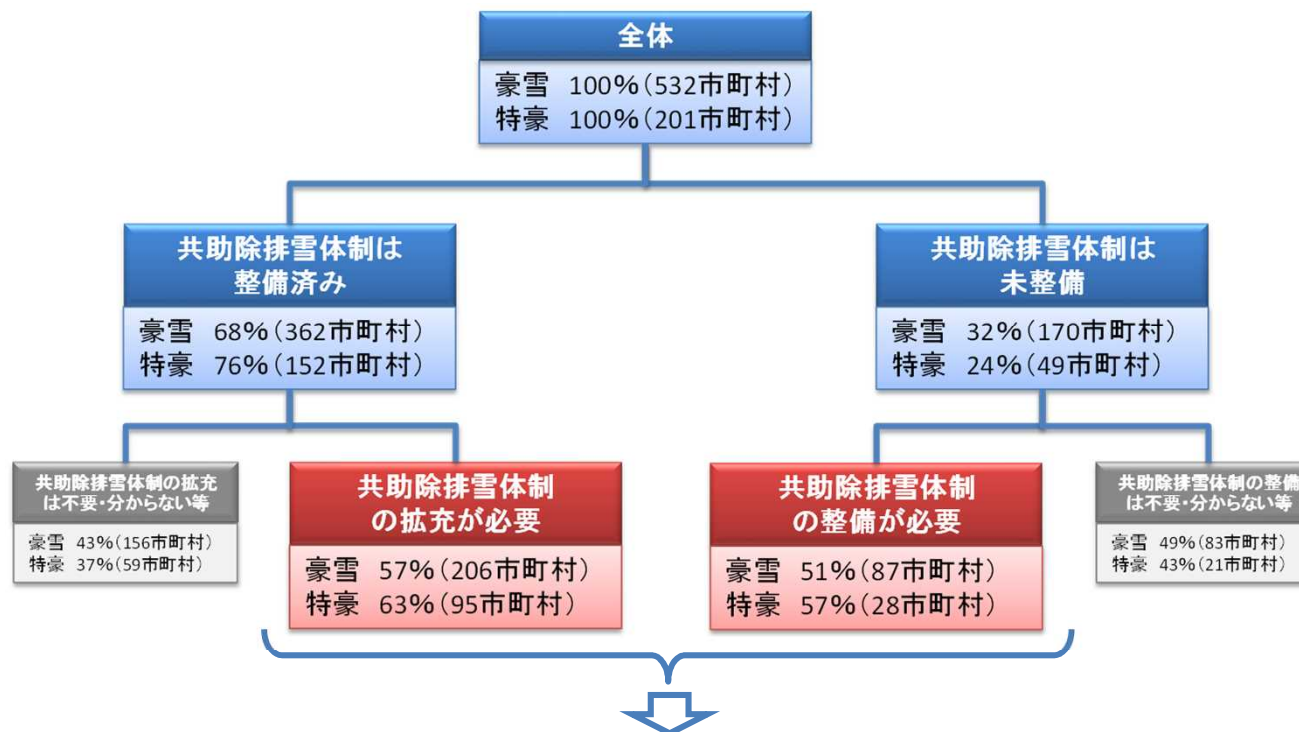 全体
豪雪 100%(532市町村)
特豪 100%(201市町村)
共助除排雪体制は
整備済み
豪雪 68%(362市町村)
特豪 76%(152市町村)
共助除排雪体制は
未整備
豪雪 32%(170市町村)
特豪 24%(49市町村)
共助除排雪体制の拡充
は不要・分からない等
豪雪 43%(156市町村)
特豪 37%(59市町村)
共助除排雪体制
の拡充が必要
豪雪 57%(206市町村)
特豪 63%(95市町村)
共助除排雪体制
の整備が必要
豪雪 51%(87市町村)
特豪 57%(28市町村)
共助除排雪体制の整備
は不要・分からない等
豪雪 49%(83市町村)
特豪 43%(21市町村)